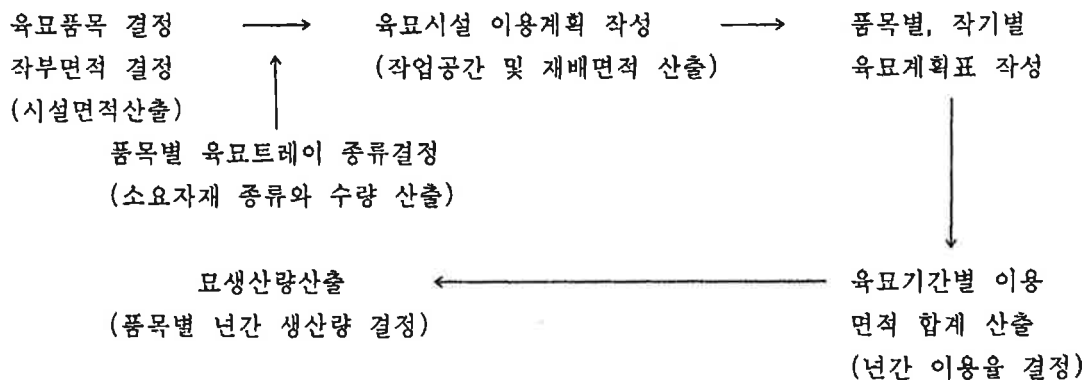 육묘품목 결정
작부면적 결정
(시설면적산출)
육묘시설 이용계획 작성
(작업공간 및 재배면적 산출)
품목별, 작기별
육묘계획표 작성
품목별 육묘트레이 종류결정
(소요자재 종류와 수량 산출)
묘생산량산출
(품목별 년간 생산량 결정)
육묘기간별 이용
면적 합계 산출
(년간 이용율 결정)